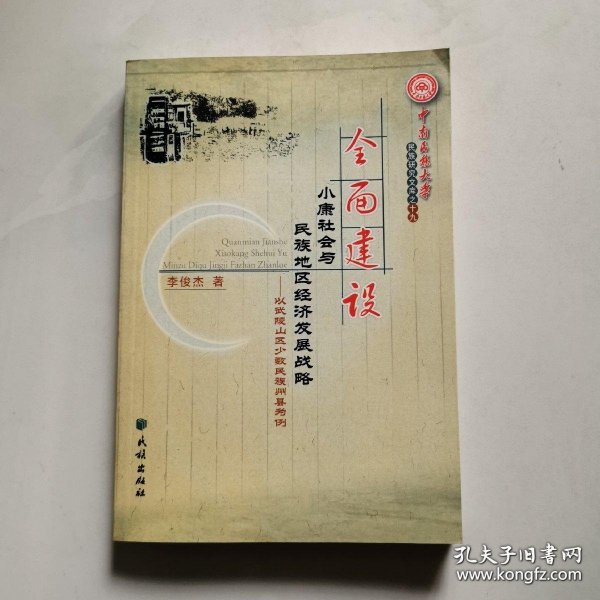 中南民族大学
民族研究文库之十九
全面建设
小康社会与
民族地区经济发展战略
——以武陵山区少数民族州县为例
Quanmian Jianshe
Xiaokang Shehui Yu
Minzu Diqu Jingji Fazhan Zhanlue
李俊杰 著
民族出版社
孔夫子旧书网
www.kongfz.com